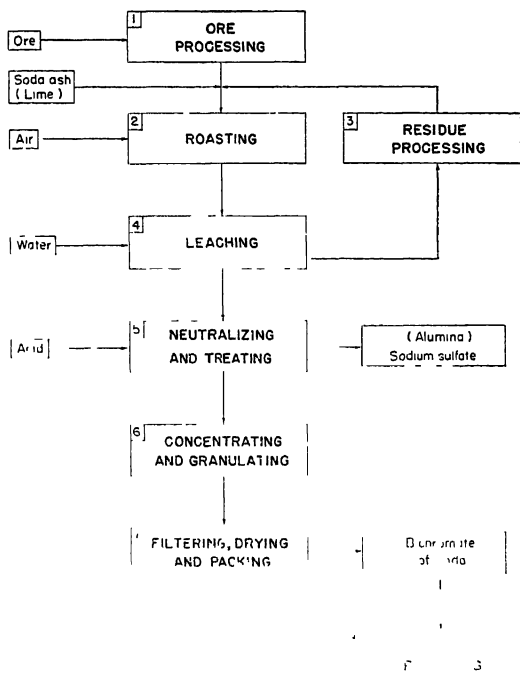 1
ORE
PROCESSING
Ore
Soda ash
( Lime )
2
ROASTING
Air
3
RESIDUE
PROCESSING
4
LEACHING
Water
5
NEUTRALIZING
AND TREATING
( Alumina )
Sodium sulfate
6
CONCENTRATING
AND GRANULATING
FILTERING, DRYING
AND PACKING
of